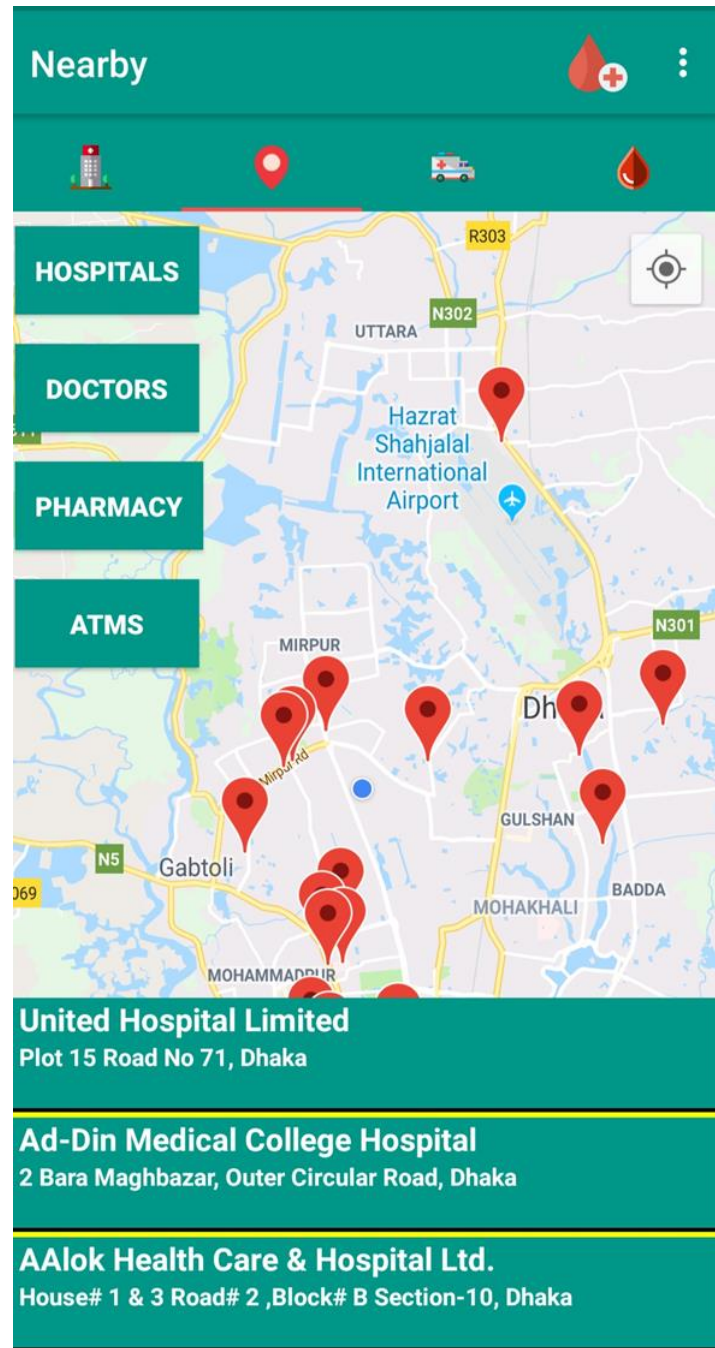 Nearby
R303
HOSPITALS
N302
UTTARA
DOCTORS
Hazrat
Shahjalal
International
Airport
PHARMACY
ATMS
N301
MIRPUR
Mirpur Rd
GULSHAN
N5
Gabtoli
069
BADDA
MOHAKHALI
MOHAMMADPUR
United Hospital Limited
Plot 15 Road No 71, Dhaka
Ad-Din Medical College Hospital
2 Bara Maghbazar, Outer Circular Road, Dhaka
AAlok Health Care & Hospital Ltd.
House# 1 & 3 Road# 2 ,Block# B Section-10, Dhaka